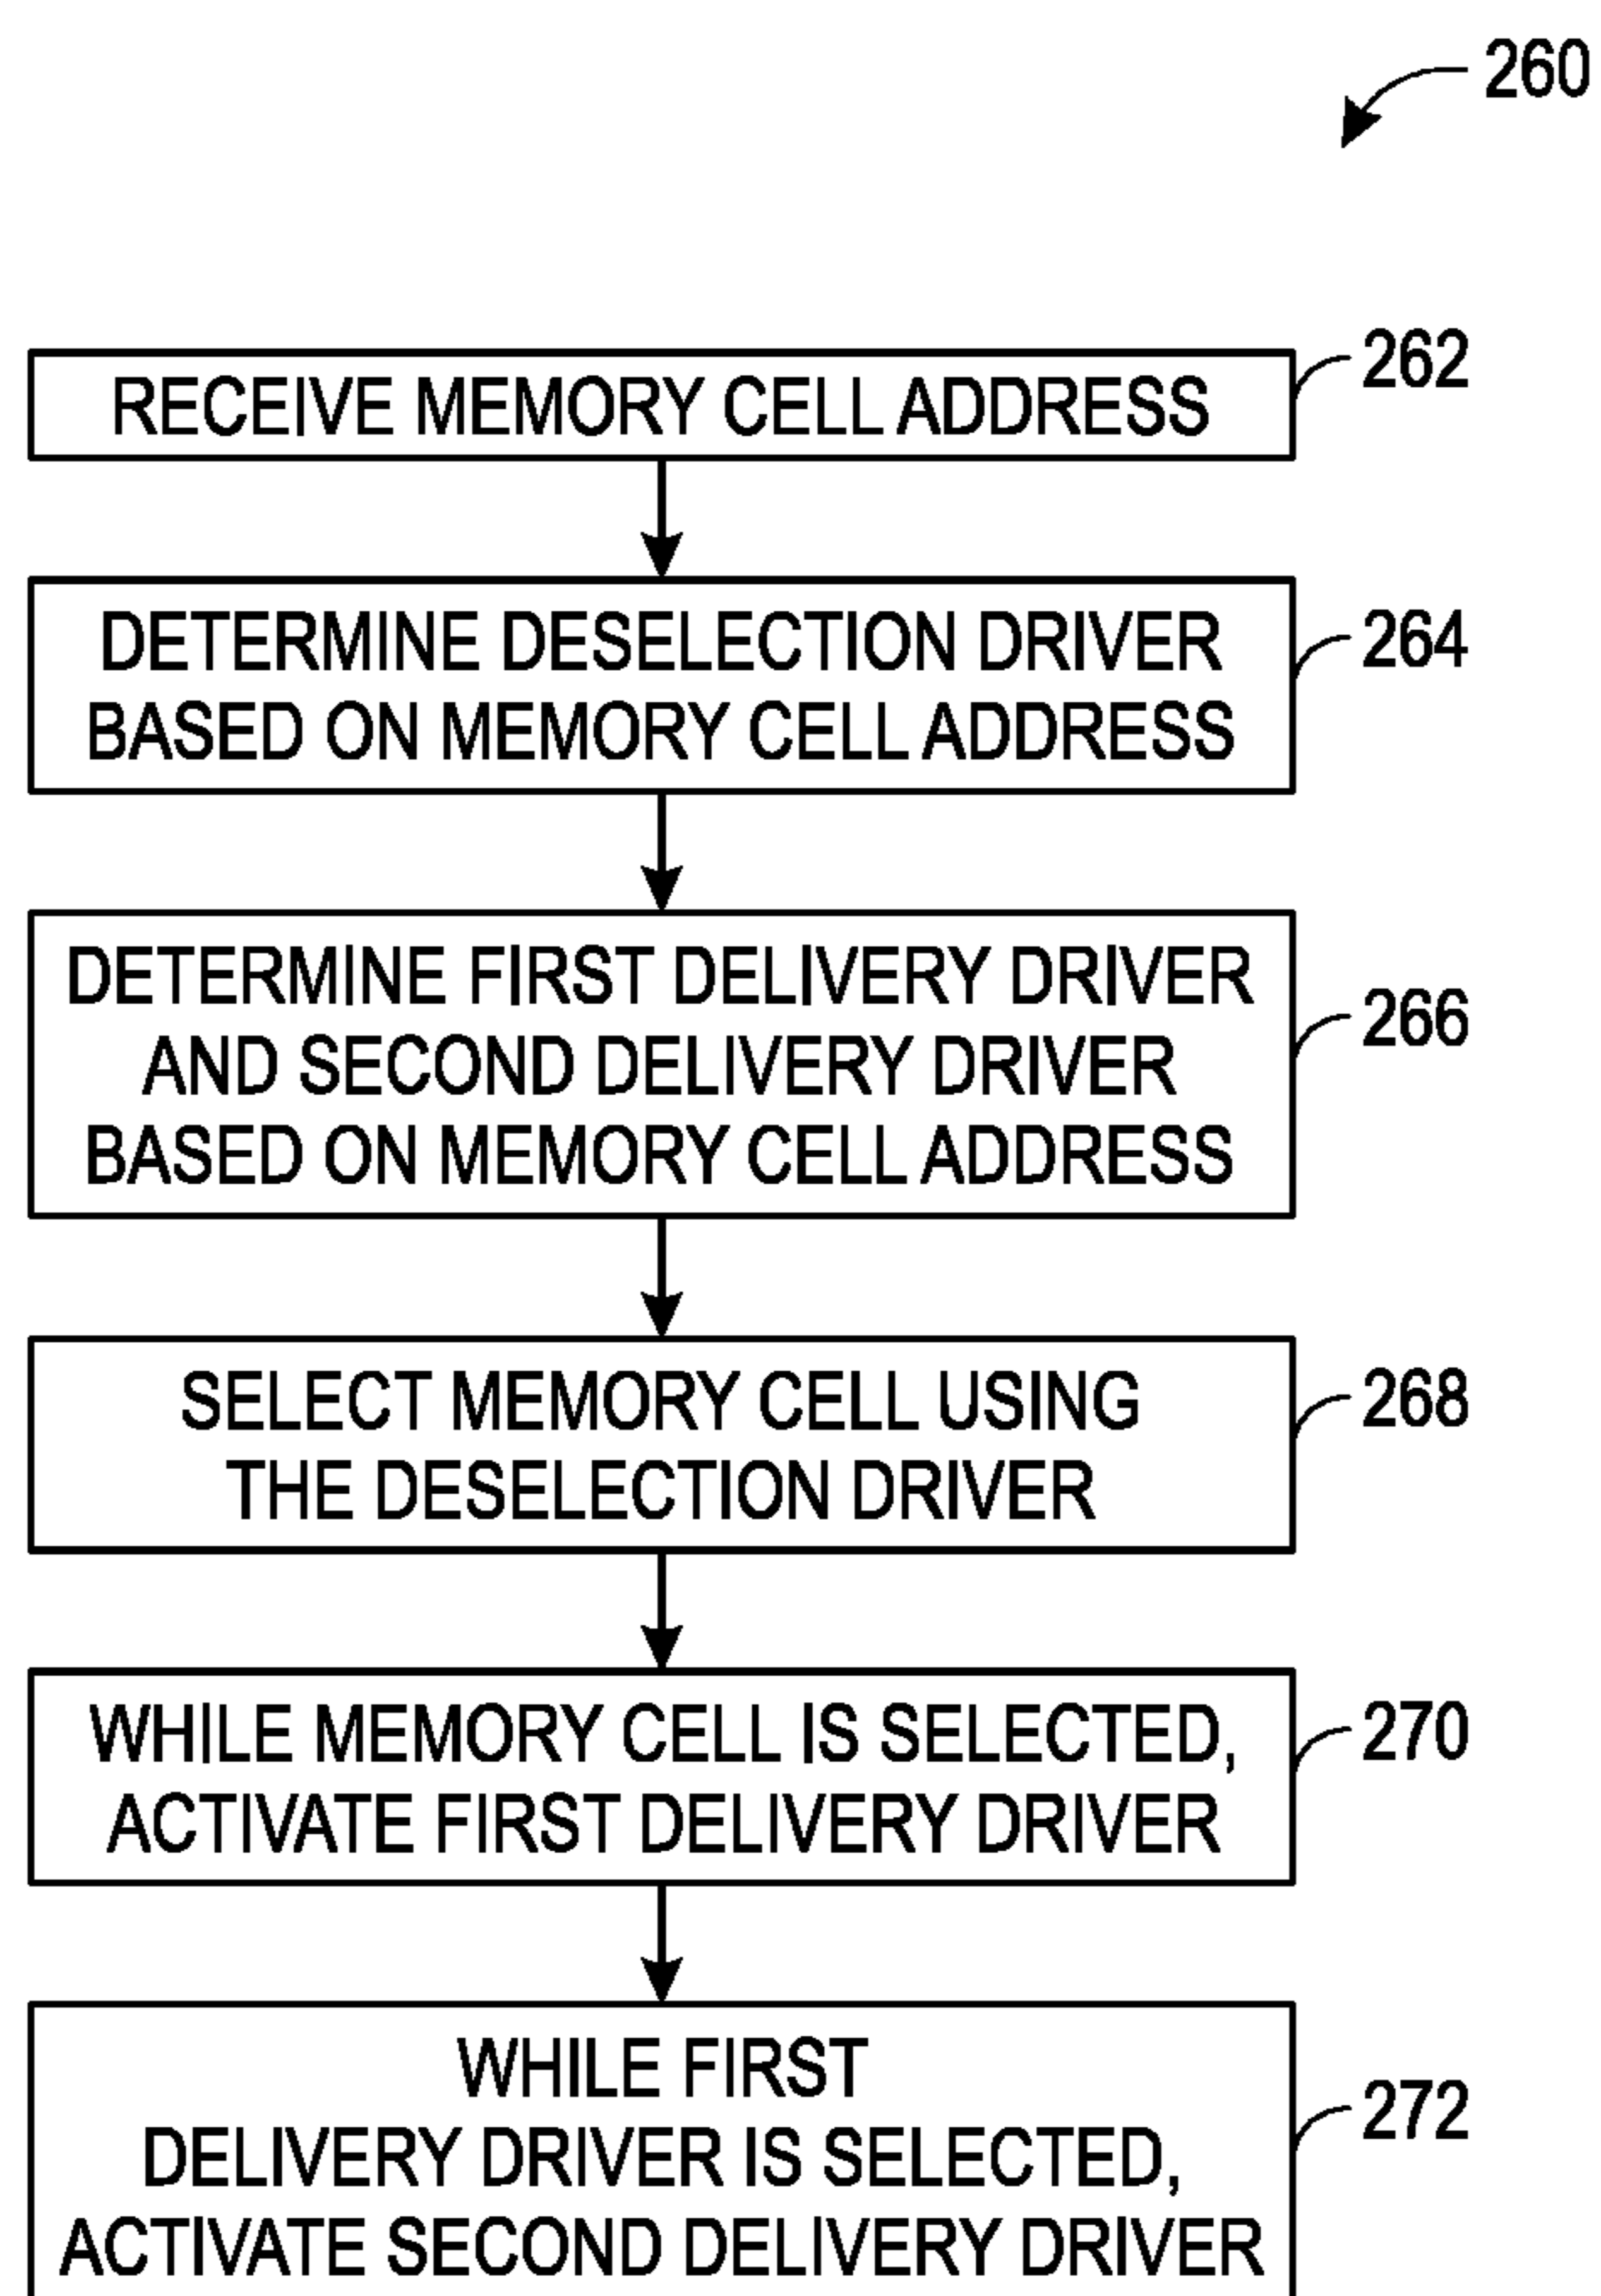 260
RECEIVE MEMORY CELL ADDRESS
262
DETERMINE DESELECTION DRIVER
BASED ON MEMORY CELL ADDRESS
264
DETERMINE FIRST DELIVERY DRIVER
AND SECOND DELIVERY DRIVER
BASED ON MEMORY CELL ADDRESS
266
SELECT MEMORY CELL USING
THE DESELECTION DRIVER
268
WHILE MEMORY CELL IS SELECTED,
ACTIVATE FIRST DELIVERY DRIVER
270
WHILE FIRST
DELIVERY DRIVER IS SELECTED,
ACTIVATE SECOND DELIVERY DRIVER
272